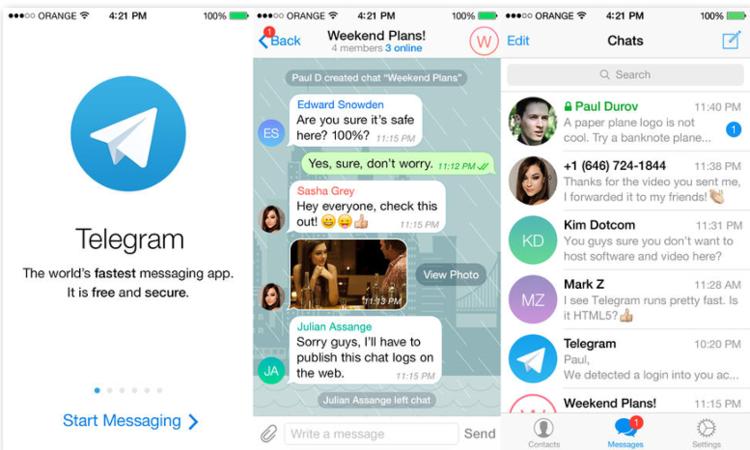 ORANGE 4:21 PM 100%
Telegram
The world's fastest messaging app.
It is free and secure.
Start Messaging
ORANGE 4:21 PM 100%
1
Back
Weekend Plans!
4 members 3 online
W
Paul D created chat “Weekend Plans”
Edward Snowden
Are you sure it's safe
here? 100%? 11:15 PM
ES
Yes, sure, don't worry. 11:12 PM
Sasha Grey
Hey everyone, check this
out! 😀😝👍 11:15 PM
11:13 PM
View Photo
Julian Assange
Sorry guys, I'll have to
publish this chat logs on
the web. 11:15 PM
JA
Julian Assange left chat
Write a message
Send
ORANGE 4:21 PM 100%
Edit
Chats
Search
Paul Durov 11:40 PM
A paper plane logo is not
cool. Try a banknote plane...
1
+1 (646) 724-1844 11:38 PM
Thanks for the video you sent me,
I forwarded it to my friends! 👏
KD
Kim Dotcom 11:31 AM
You guys sure you don't want to
host software and video here?
MZ
Mark Z 11:28 AM
I see Telegram runs pretty fast. Is
it HTML5?👍
Telegram 10:20 PM
Paul,
We detected a login into you ac...
W
Weekend Plans! 11:15 PM
1
Contacts
Messages
Settings